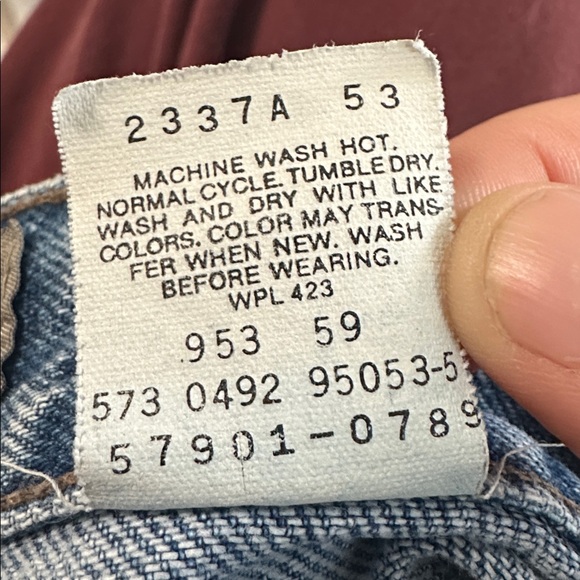 2337A 53
MACHINE WASH HOT.
NORMAL CYCLE. TUMBLE DRY.
WASH AND DRY WITH LIKE
COLORS. COLOR MAY TRANS-
FER WHEN NEW. WASH
BEFORE WEARING.
WPL 423
953 59
573 0492 95053-5
57901-0789